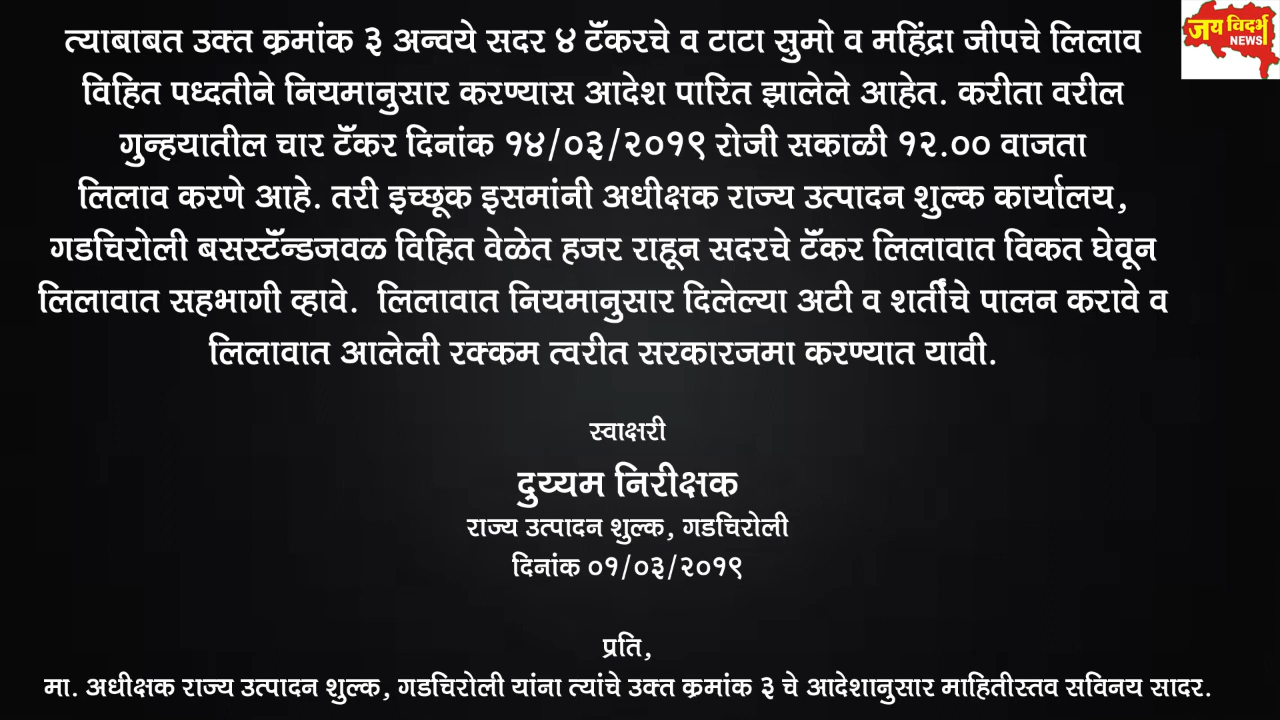 जय विदर्भ
NEWS
त्याबाबत उक्त क्रमांक ३ अन्वये सदर ४ टॅंकरचे व टाटा सुमो व महिंद्रा जीपचे लिलाव
विहित पध्दतीने नियमानुसार करण्यास आदेश पारित झालेले आहेत. करीता वरील
गुन्हयातील चार टॅंकर दिनांक १४/०३/२०१९ रोजी सकाळी १२.०० वाजता
लिलाव करणे आहे. तरी इच्छूक इसमांनी अधीक्षक राज्य उत्पादन शुल्क कार्यालय,
गडचिरोली बसस्टॅन्डजवळ विहित वेळेत हजर राहून सदरचे टॅंकर लिलावात विकत घेवून
लिलावात सहभागी व्हावे. लिलावात नियमानुसार दिलेल्या अटी व शर्तींचे पालन करावे व
लिलावात आलेली रक्कम त्वरीत सरकारजमा करण्यात यावी.
स्वाक्षरी
दुय्यम निरीक्षक
राज्य उत्पादन शुल्क, गडचिरोली
दिनांक ०१/०३/२०१९
प्रति,
मा. अधीक्षक राज्य उत्पादन शुल्क, गडचिरोली यांना त्यांचे उक्त क्रमांक ३ चे आदेशानुसार माहितीस्तव सविनय सादर.